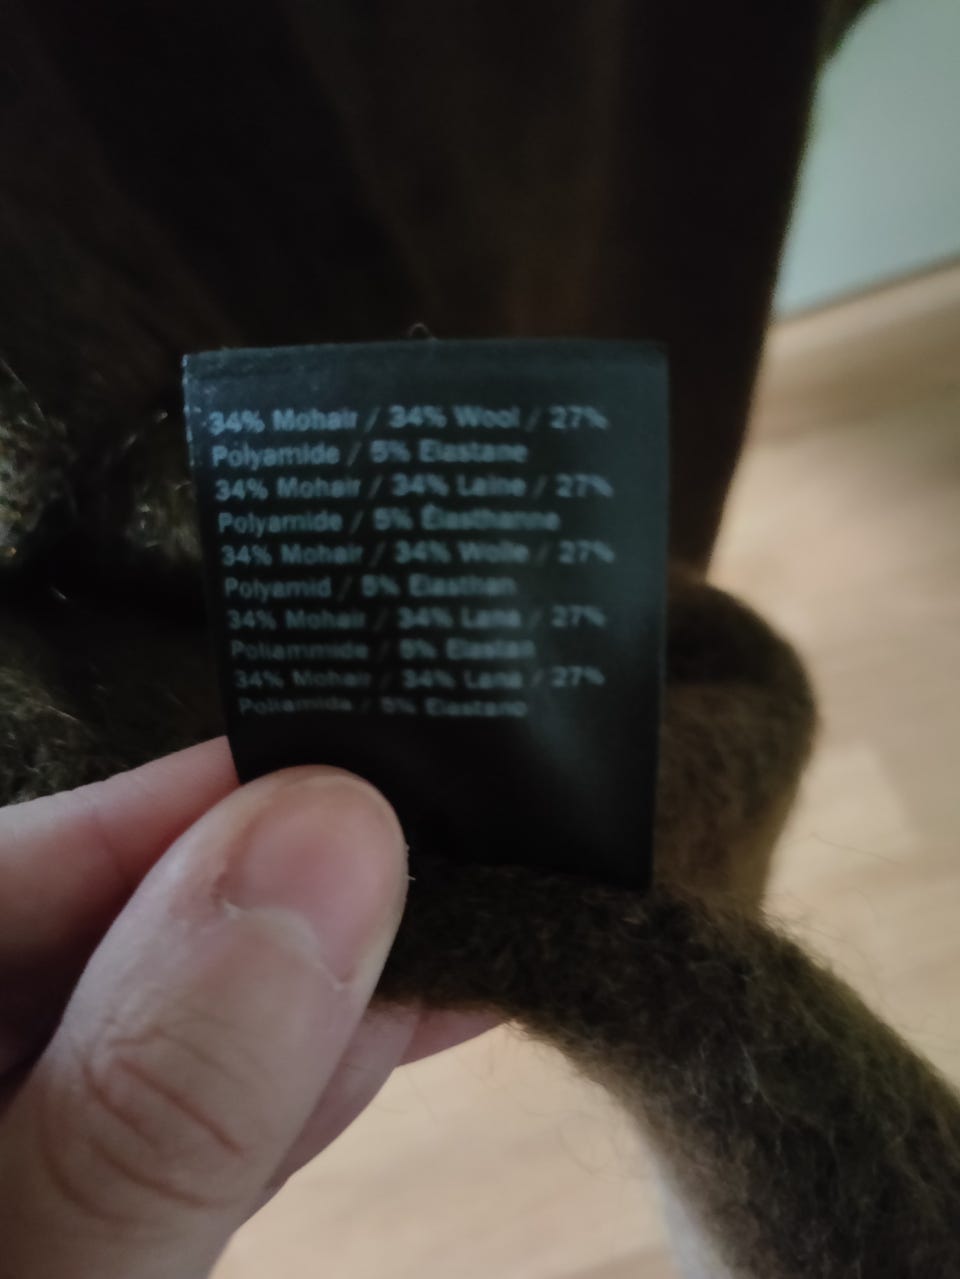 34% Mohair / 34% Wool / 27%
Polyamide / 5% Elastane
34% Mohair / 34% Laine / 27%
Polyamide / 5% Élasthanne
34% Mohair / 34% Wolle / 27%
Polyamid / 5% Elasthan
34% Mohair / 34% Lana / 27%
Poliammide / 5% Elastan
34% Mohair / 34% Lana / 27%
Poliamida / 5% Elastano